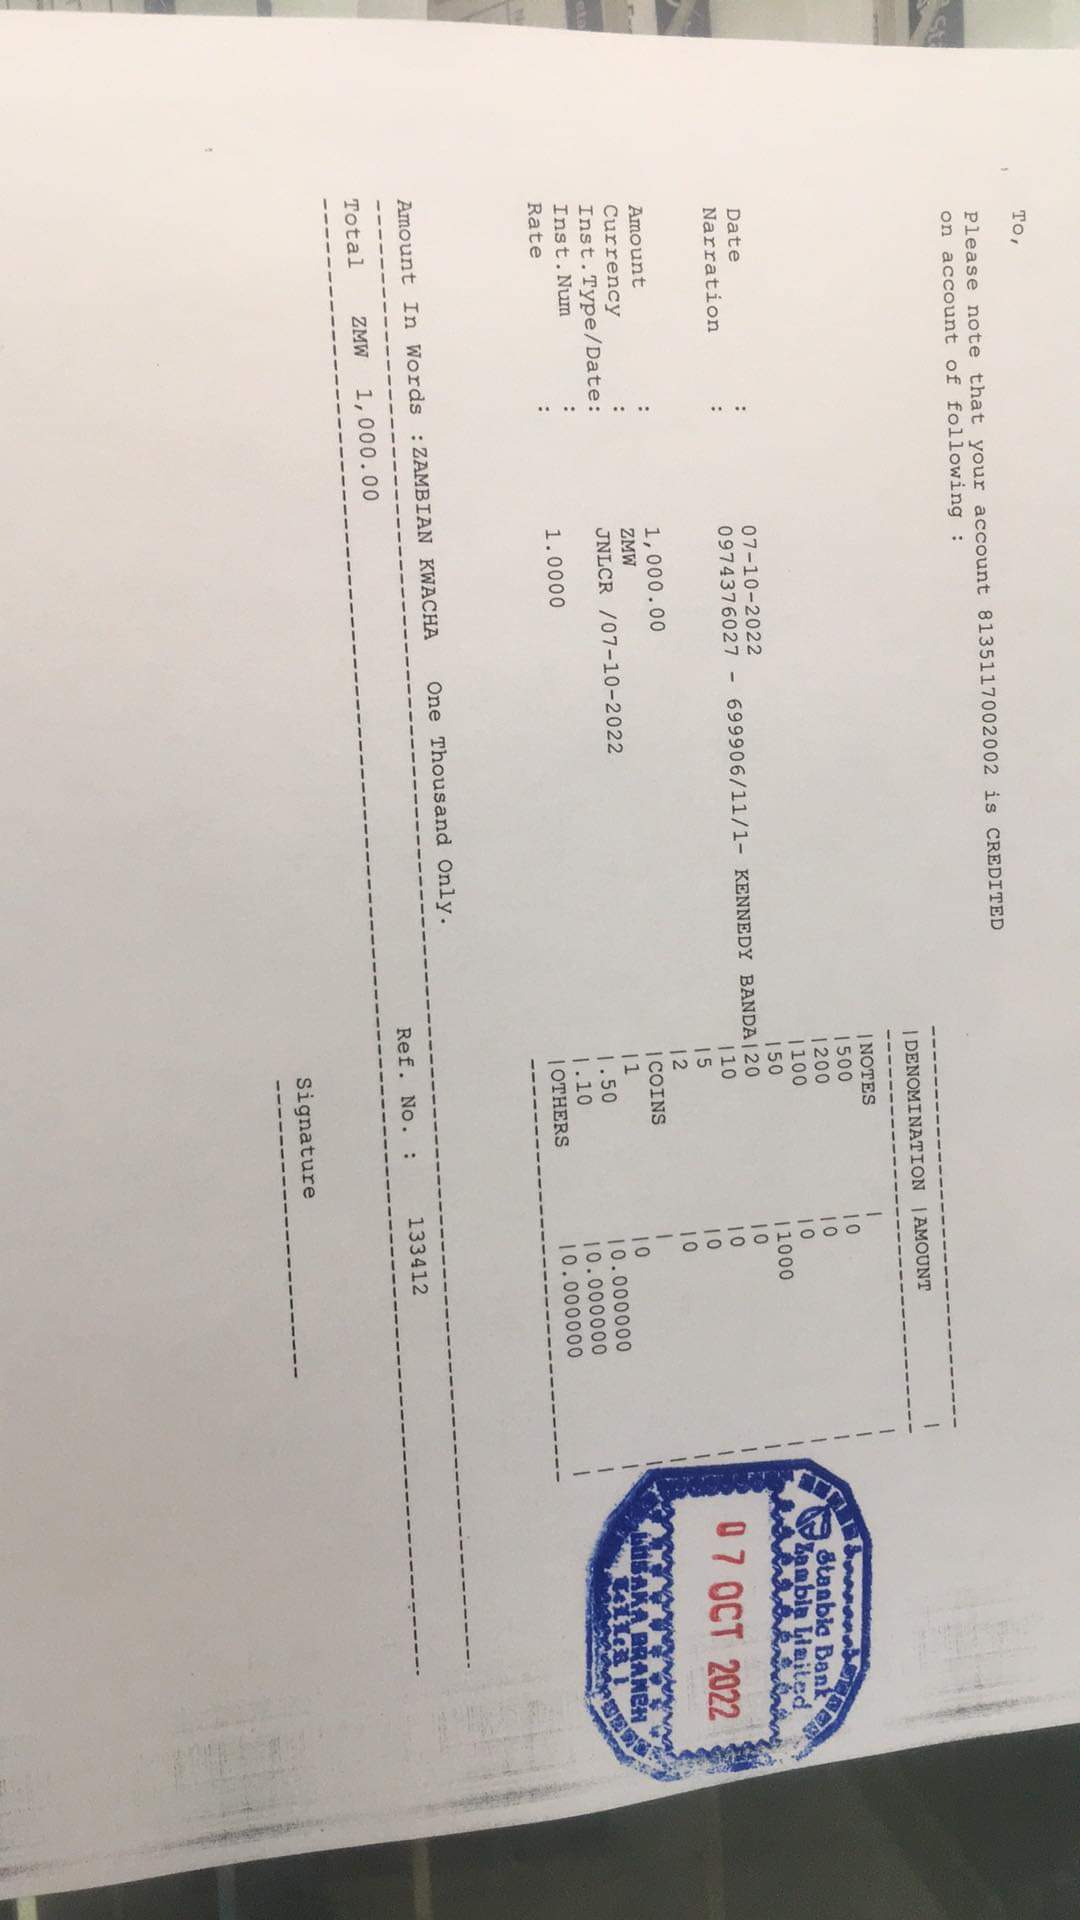 To,
Please note that your account 8135117002002 is CREDITED
on account of following :
|DENOMINATION |AMOUNT |
|NOTES | |
|500 |0 |
|200 |0 |
|100 |0 |
|50 |1000 |
Date : 07-10-2022
|20 |0 |
Narration : 0974376027 - 699906/11/1- KENNEDY BANDA
|10 |0 |
|5 |0 |
|2 |0 |
Amount : 1,000.00
|COINS | |
Currency : ZMW
|1 |0 |
Inst.Type/Date: JNLCR /07-10-2022
|.50 |0.000000 |
Inst.Num :
|.10 |0.000000 |
Rate : 1.0000
|OTHERS |0.000000 |
Amount In Words :ZAMBIAN KWACHA One Thousand Only.
Total ZMW 1,000.00 Ref. No. : 133412
Signature
Stanbic Bank
Zambia Limited
07 OCT 2022
LUSAKA BRANCH